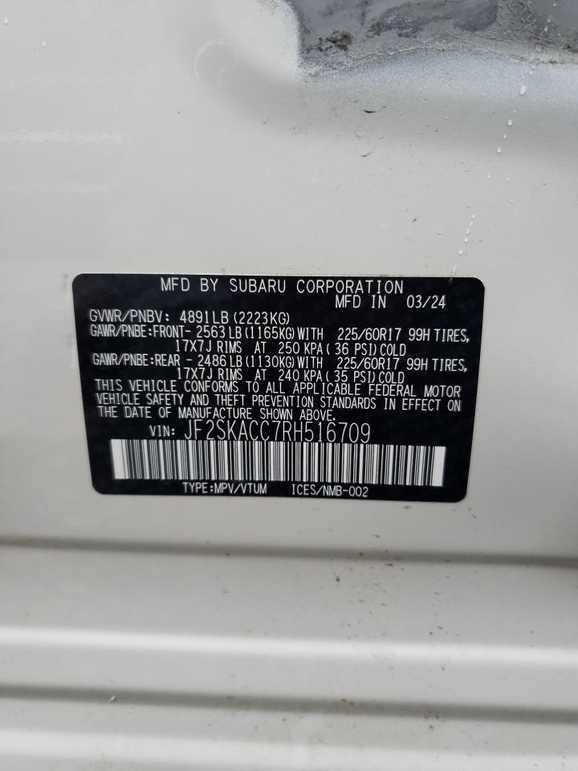 MFD BY SUBARU CORPORATION
MFD IN 03/24
GVWR/PNBV: 4891LB (2223KG)
GAWR/PNBE:FRONT- 2563LB (1165KG) WITH 225/60R17 99H TIRES,
17X7J RIMS AT 250 KPA( 36 PSI) COLD
GAWR/PNBE:REAR - 2486LB (1130KG) WITH 225/60R17 99H TIRES,
17X7J RIMS AT 240 KPA( 35 PSI) COLD
THIS VEHICLE CONFORMS TO ALL APPLICABLE FEDERAL MOTOR
VEHICLE SAFETY AND THEFT PREVENTION STANDARDS IN EFFECT ON
THE DATE OF MANUFACTURE SHOWN ABOVE.
VIN: JF2SKACC7RH516709
TYPE:MPV/VTUM ICES/NMB-002